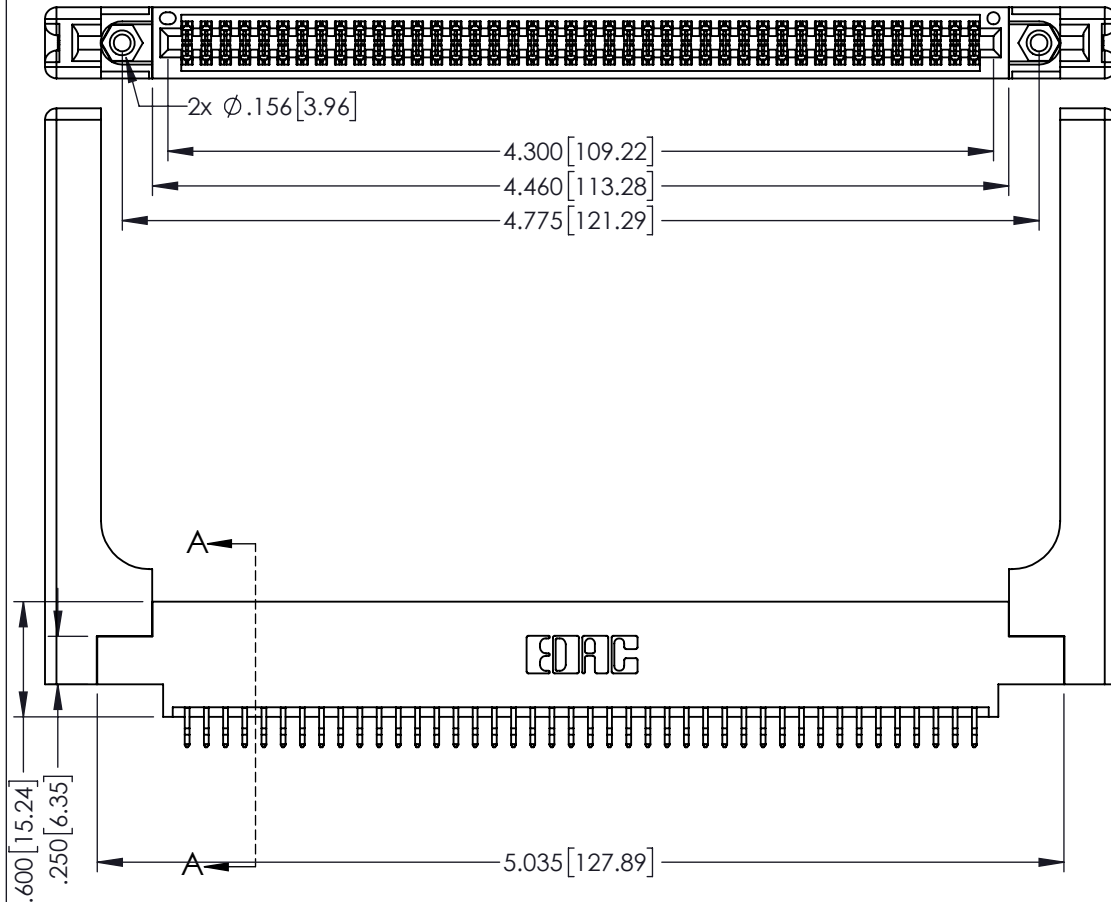 2x Ø.156[3.96]
4.300[109.22]
4.460[113.28]
4.775[121.29]
A
EDAC
.600[15.24]
.250[6.35]
A
5.035[127.89]